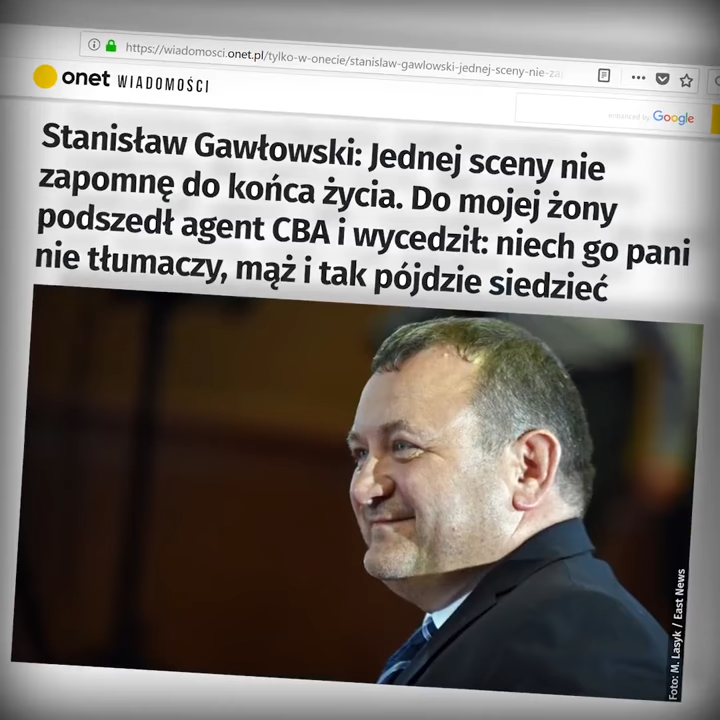 https://wiadomosci.onet.pl/tylko-w-onecie/stanislaw-gawlowski-jednej-sceny-nie-za
onet WIADOMOŚCI
enhanced by Google
Stanisław Gawłowski: Jednej sceny nie
zapomnę do końca życia. Do mojej żony
podszedł agent CBA i wycedził: niech go pani
nie tłumaczy, mąż i tak pójdzie siedzieć
Foto: M. Lasyk / East News